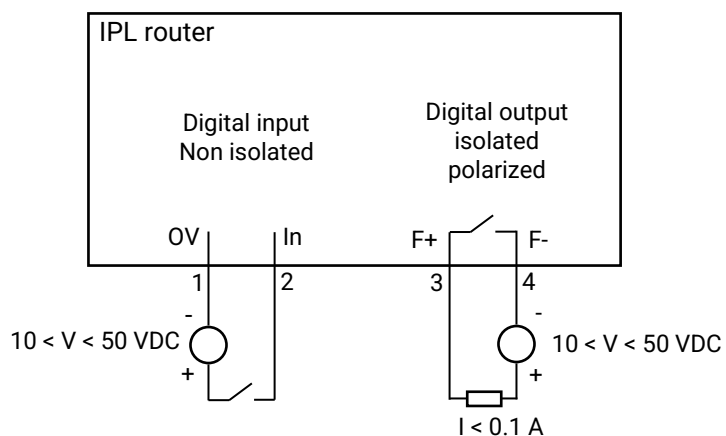 IPL router
Digital input
Non isolated
Digital output
isolated
polarized
OV
In
F+
F-
1
2
3
4
-
10 < V < 50 VDC
+
-
10 < V < 50 VDC
+
I < 0.1 A